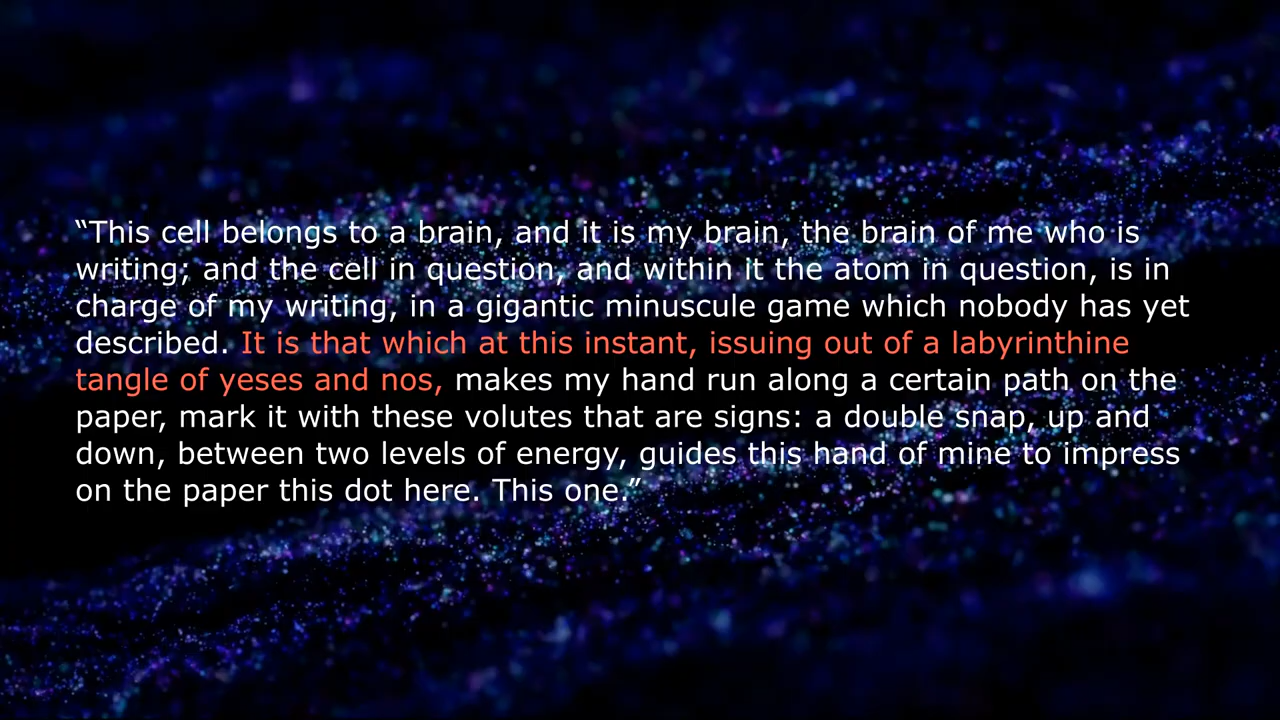 “This cell belongs to a brain, and it is my brain, the brain of me who is
writing; and the cell in question, and within it the atom in question, is in
charge of my writing, in a gigantic minuscule game which nobody has yet
described. It is that which at this instant, issuing out of a labyrinthine
tangle of yeses and nos, makes my hand run along a certain path on the
paper, mark it with these volutes that are signs: a double snap, up and
down, between two levels of energy, guides this hand of mine to impress
on the paper this dot here. This one.”